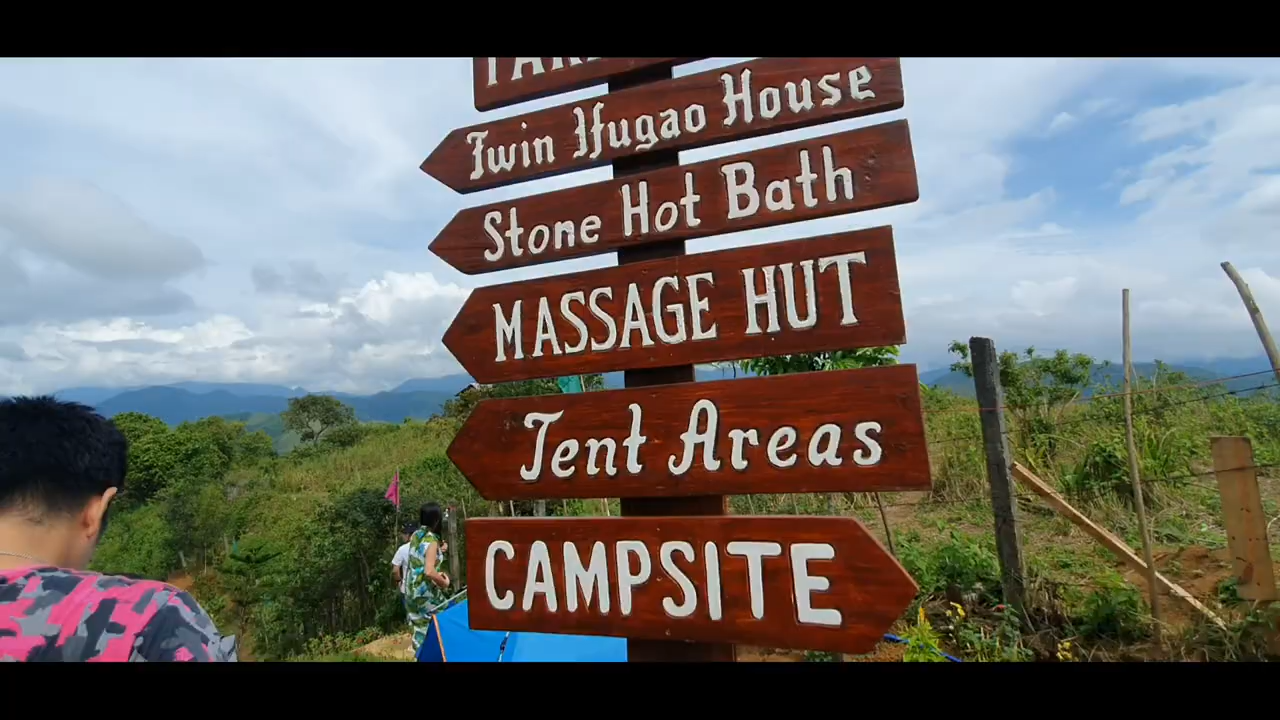 Twin Ifugao House
Stone Hot Bath
MASSAGE HUT
Tent Areas
CAMPSITE